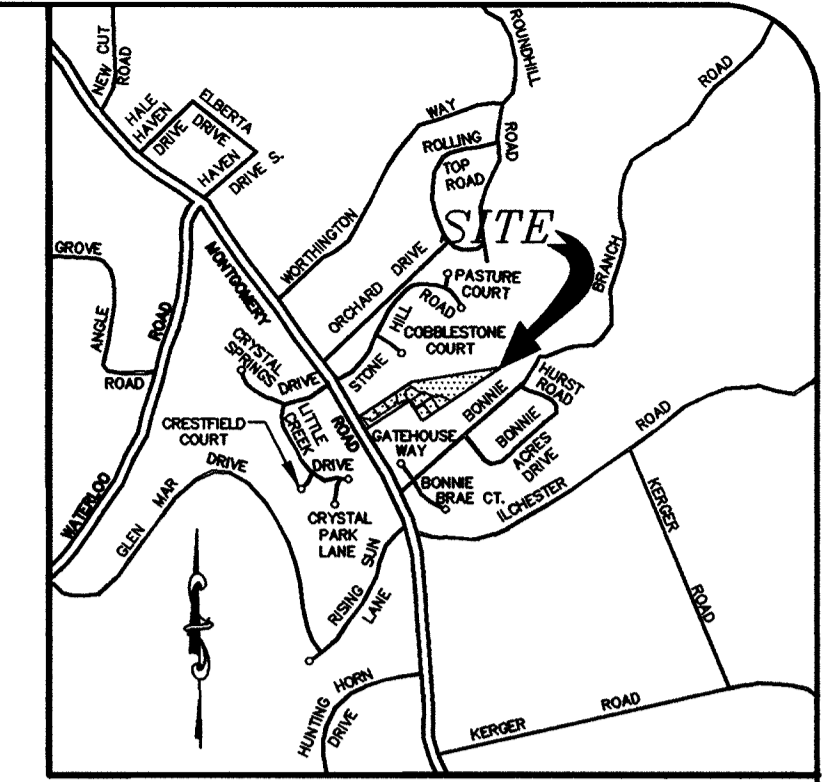 NEW CUT
ROAD
HALE
HAVEN
DRIVE
ELBERTA
DRIVE
HAVEN
DRIVE S.
ROUNDHILL
ROAD
WAY
WORTHINGTON
ROLLING
TOP
ROAD
ROAD
BRANCH
BONNIE
SITE
GROVE
ANGLE
ROAD
ROAD
WATERLOO
MONTGOMERY
ROAD
ORCHARD DRIVE
PASTURE
COURT
STONE HILL ROAD
COBBLESTONE
COURT
CRYSTAL
SPRINGS
DRIVE
LITTLE
CREEK
DRIVE
CRESTFIELD
COURT
CRYSTAL
PARK
LANE
GATEHOUSE
WAY
HURST
ROAD
BONNIE
ACRES
DRIVE
BONNIE
BRAE CT.
ILCHESTER ROAD
GLEN MAR DRIVE
RISING SUN
LANE
KERGER
ROAD
HUNTING HORN
DRIVE
KERGER ROAD